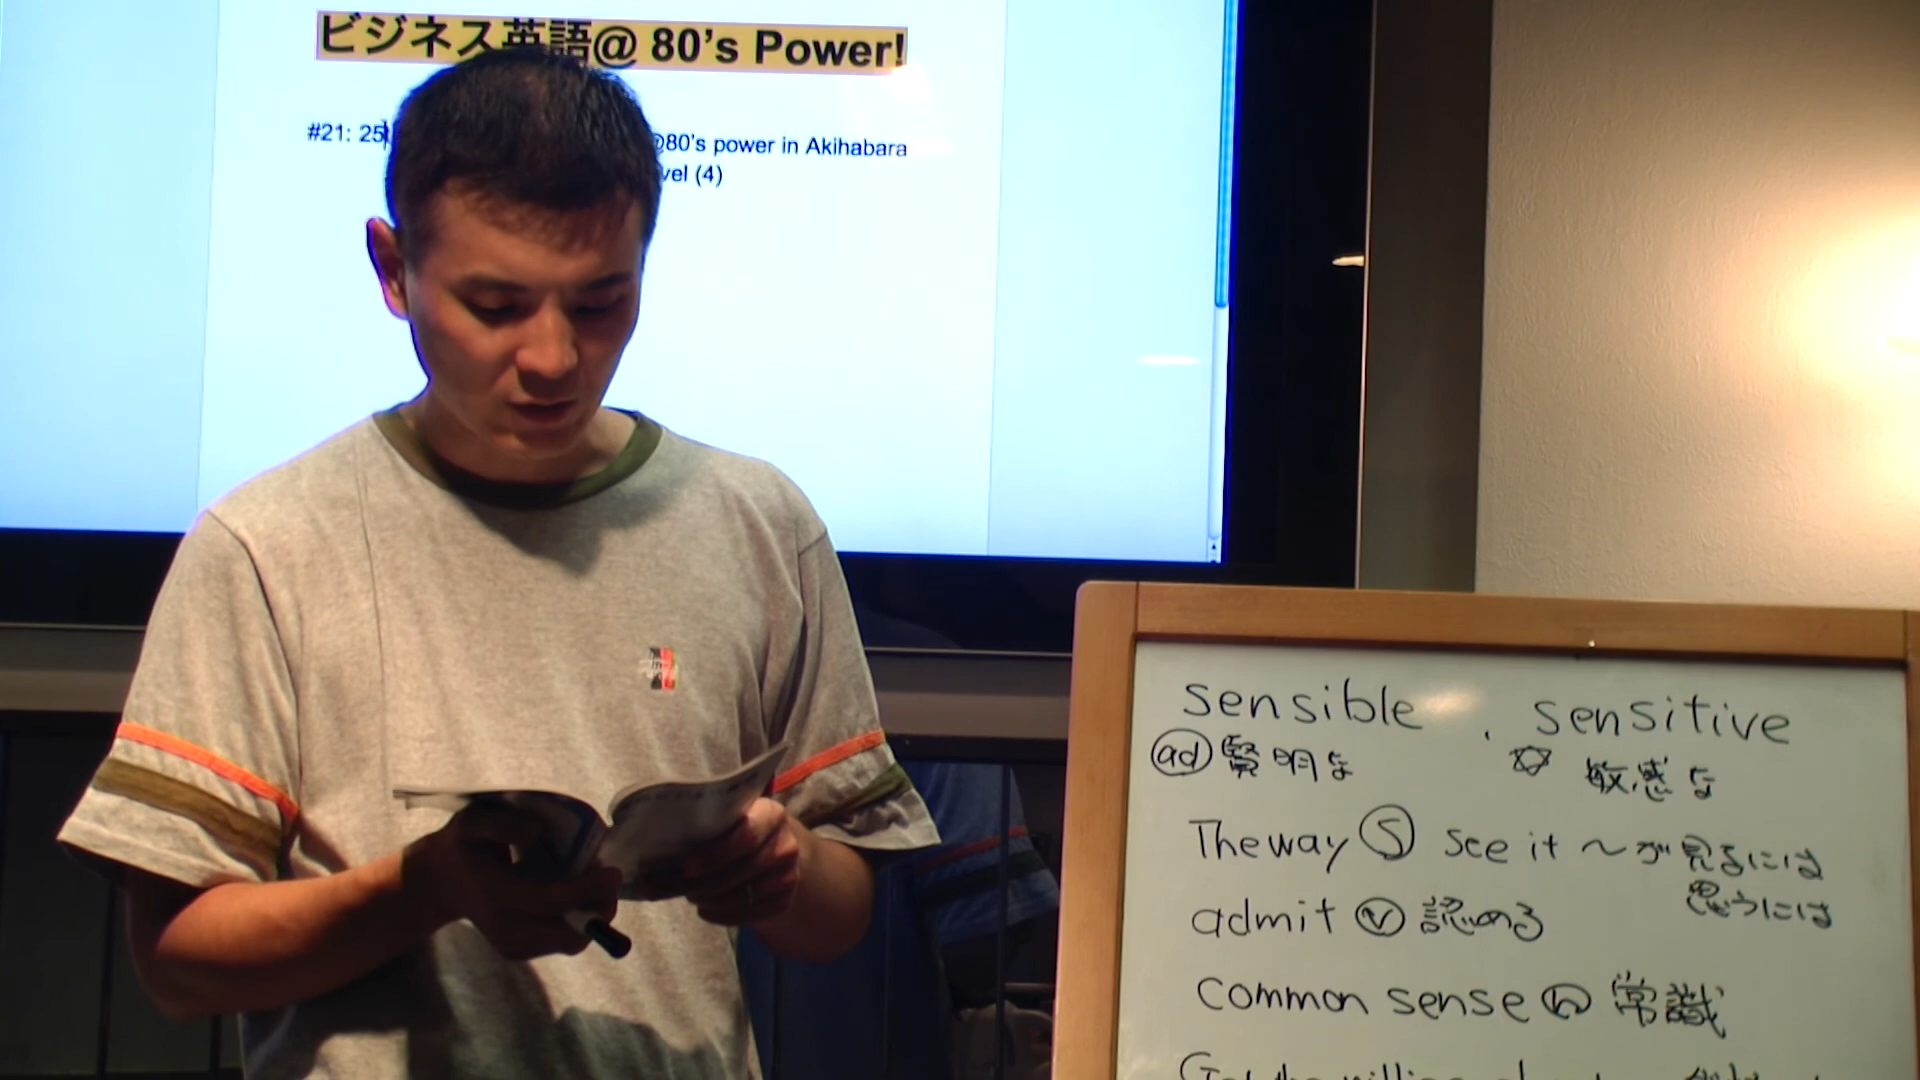 ビジネス英語@ 80's Power!
#21: 25 @80's power in Akihabara
vel (4)
sensible . sensitive
ad 賢明な ☆ 敏感な
The way S see it 〜が見るには
思うには
admit v 認める
common sense n 常識